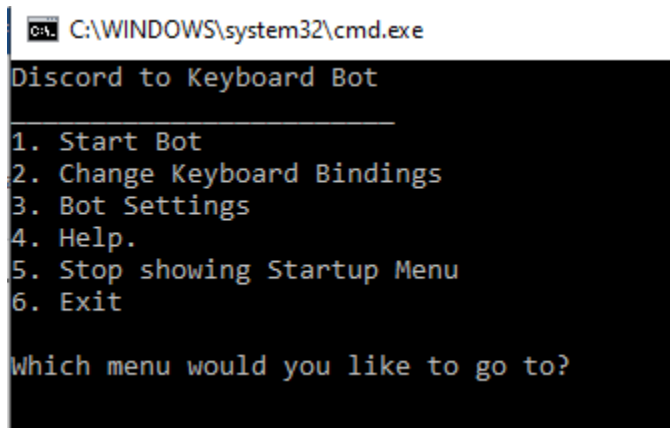 C:\WINDOWS\system32\cmd.exe
Discord to Keyboard Bot
________________________
1. Start Bot
2. Change Keyboard Bindings
3. Bot Settings
4. Help.
5. Stop showing Startup Menu
6. Exit
Which menu would you like to go to?